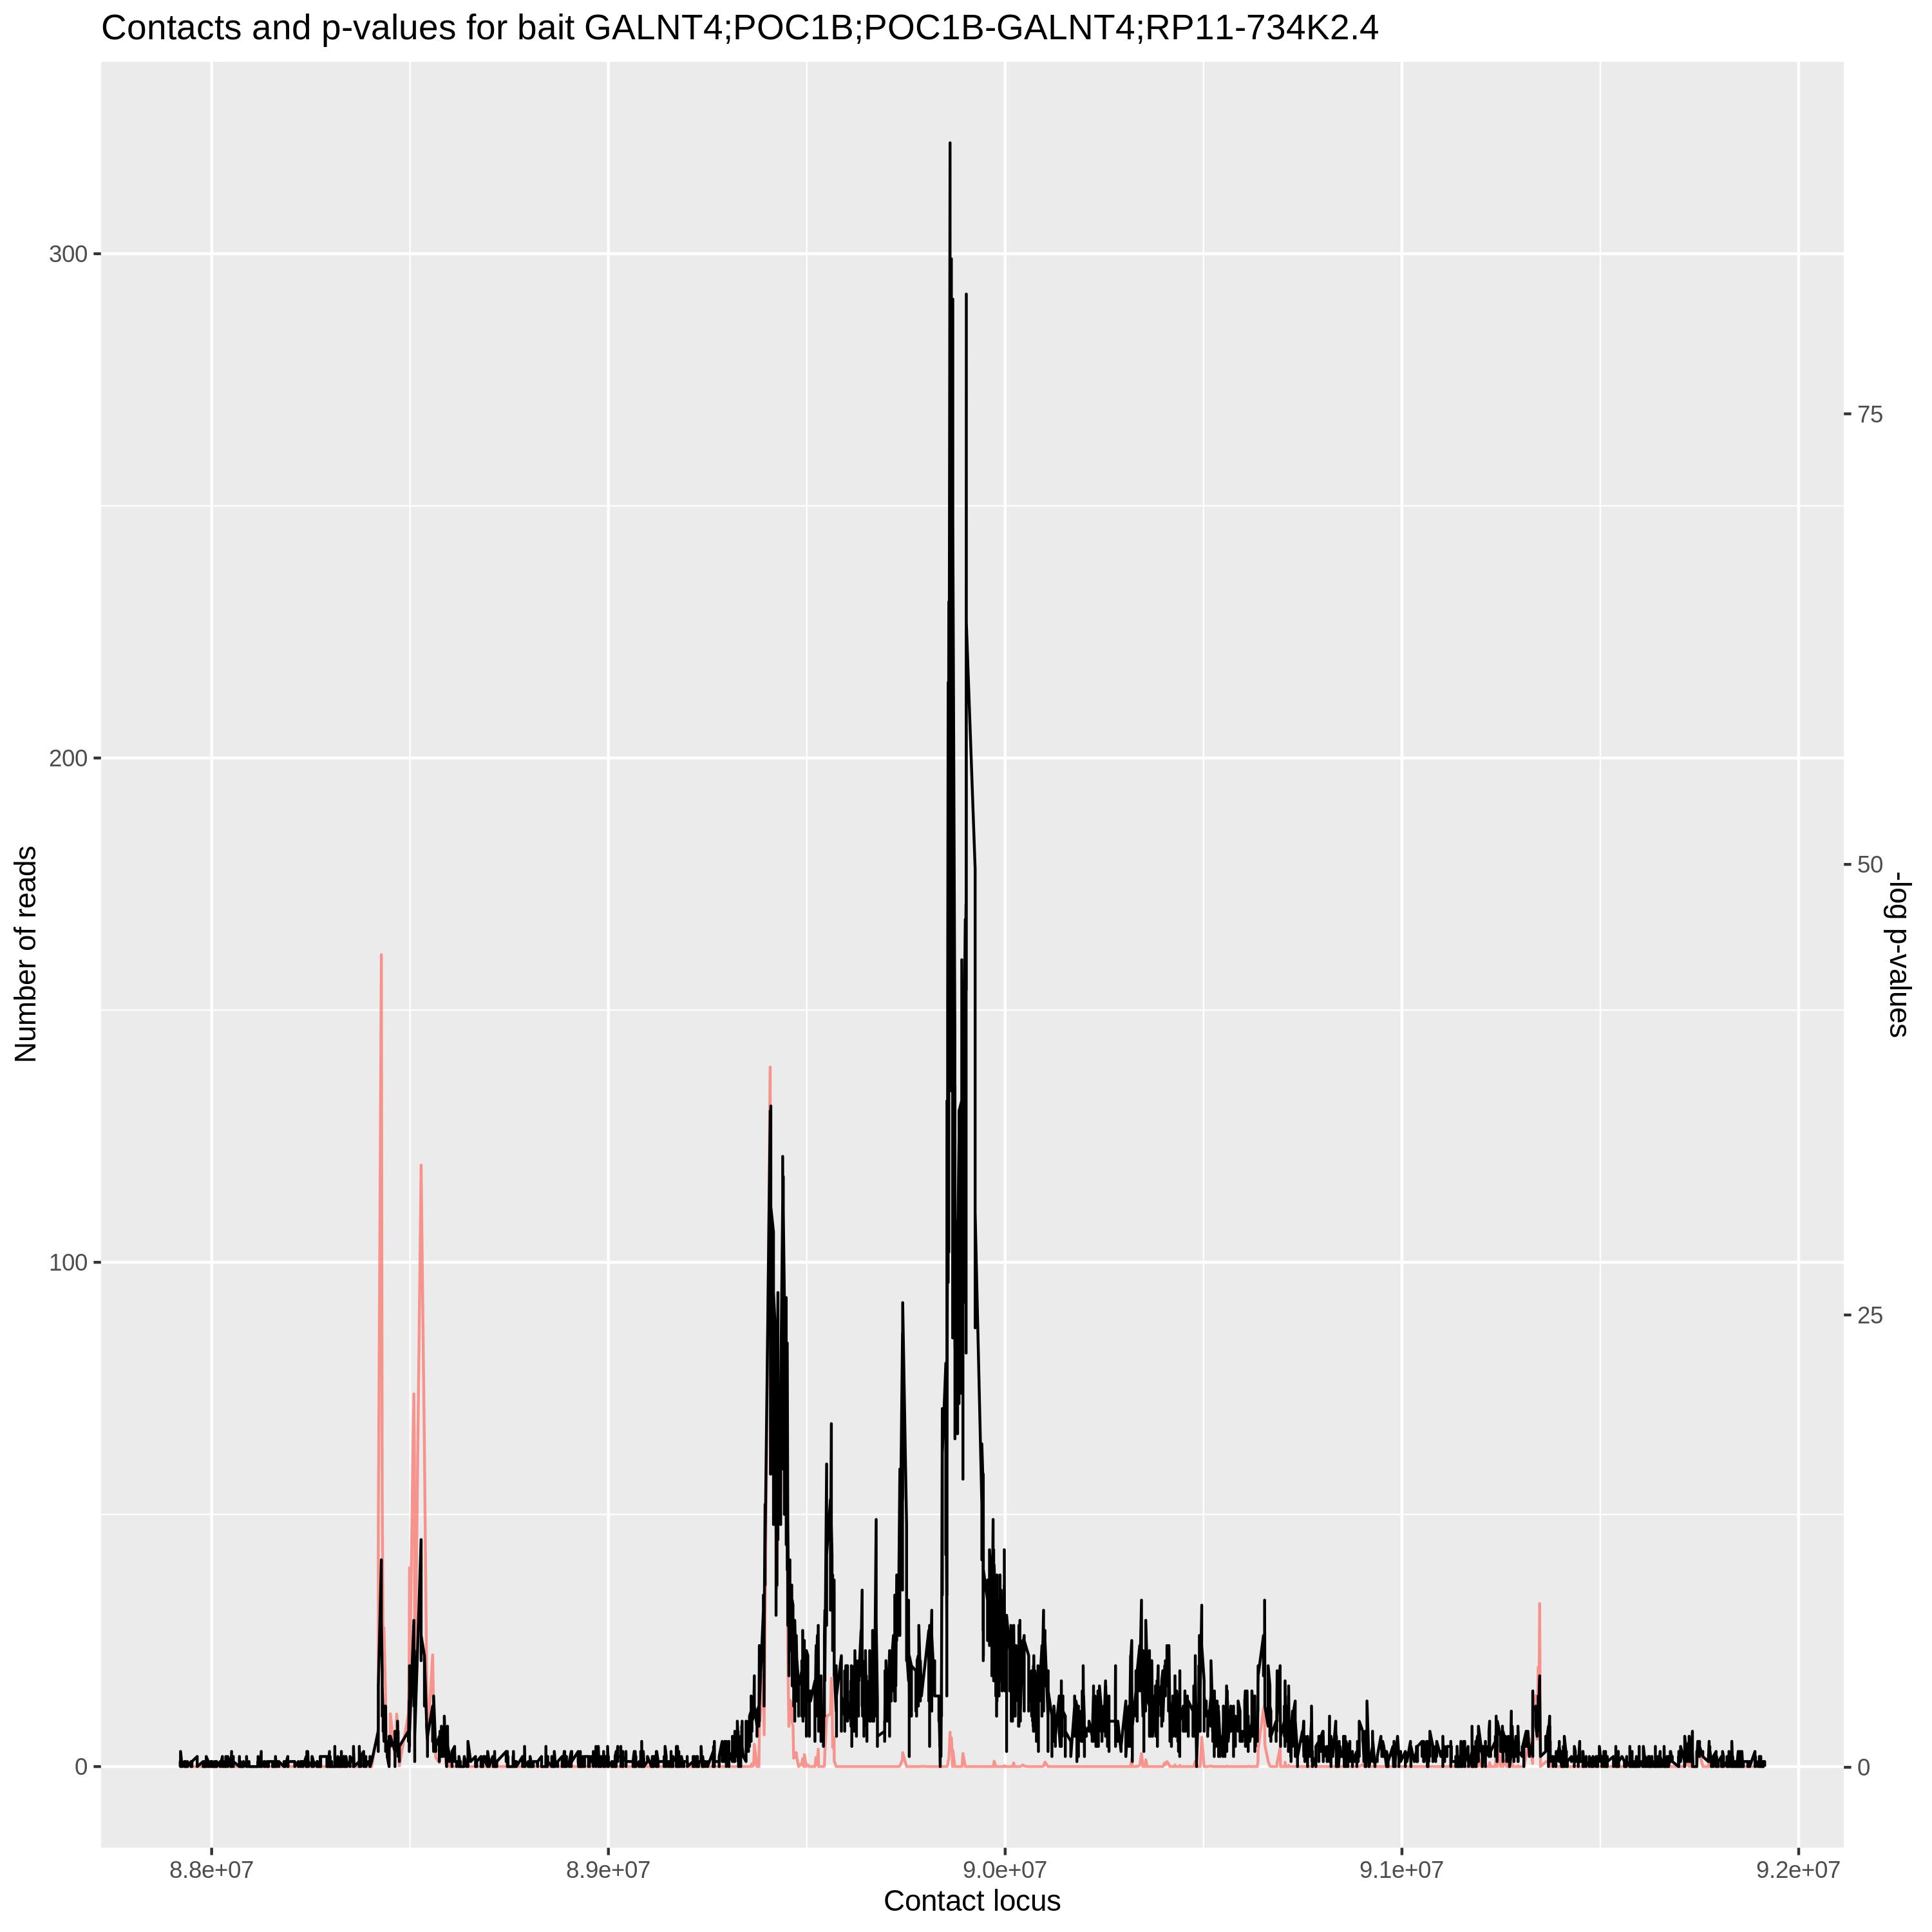 Contacts and p-values for bait GALNT4;POC1B;POC1B-GALNT4;RP11-734K2.4
300
200
100
0
Number of reads
75
50
25
0
-log p-values
8.8e+07
8.9e+07
9.0e+07
9.1e+07
9.2e+07
Contact locus